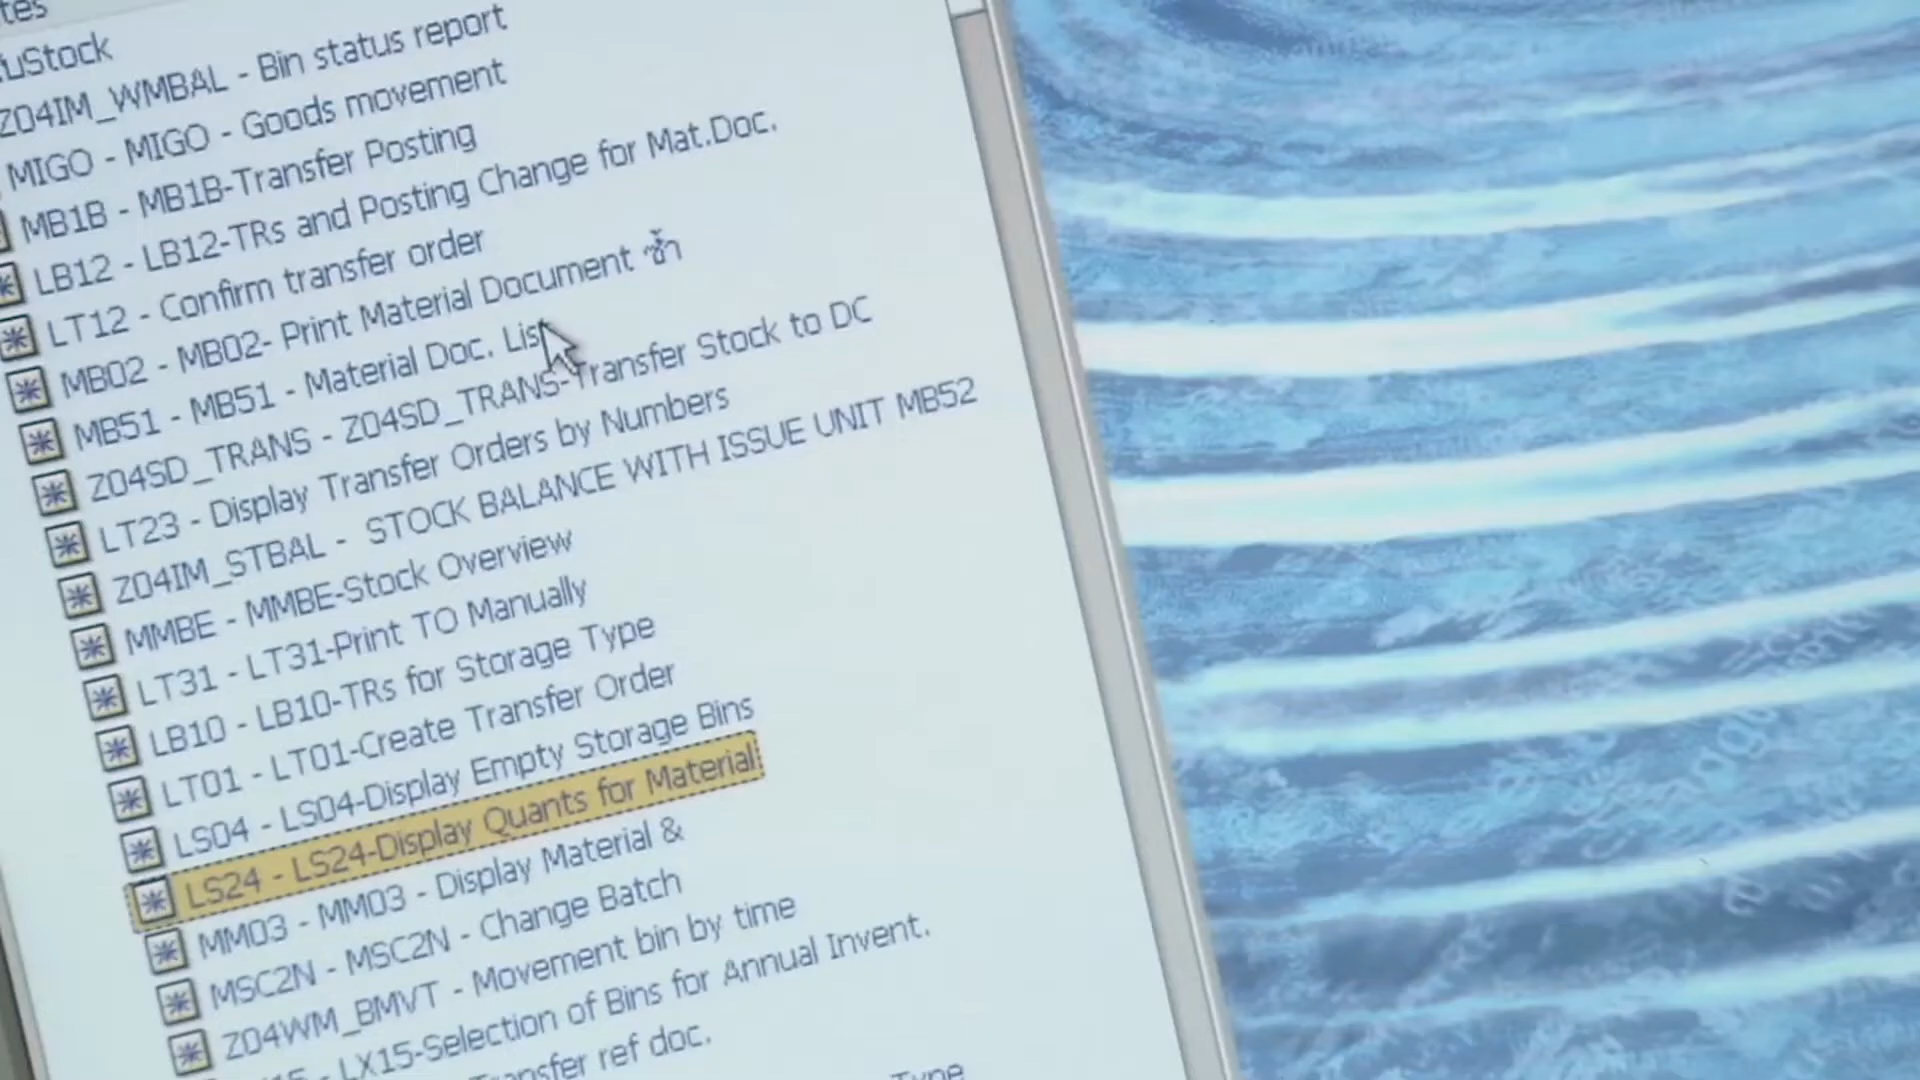 tes
uStock
Z04IM_WMBAL - Bin status report
MIGO - MIGO - Goods movement
MB1B - MB1B-Transfer Posting
LB12 - LB12-TRs and Posting Change for Mat.Doc.
LT12 - Confirm transfer order
MB02 - MB02- Print Material Document ซ้ำ
MB51 - MB51 - Material Doc. List
Z04SD_TRANS - Z04SD_TRANS-Transfer Stock to DC
LT23 - Display Transfer Orders by Numbers
Z04IM_STBAL - STOCK BALANCE WITH ISSUE UNIT MB52
MMBE - MMBE-Stock Overview
LT31 - LT31-Print TO Manually
LB10 - LB10-TRs for Storage Type
LT01 - LT01-Create Transfer Order
LS04 - LS04-Display Empty Storage Bins
LS24 - LS24-Display Quants for Material
MM03 - MM03 - Display Material &
MSC2N - MSC2N - Change Batch
Z04WM_BMVT - Movement bin by time
- LX15-Selection of Bins for Annual Invent.
ref doc.
Type